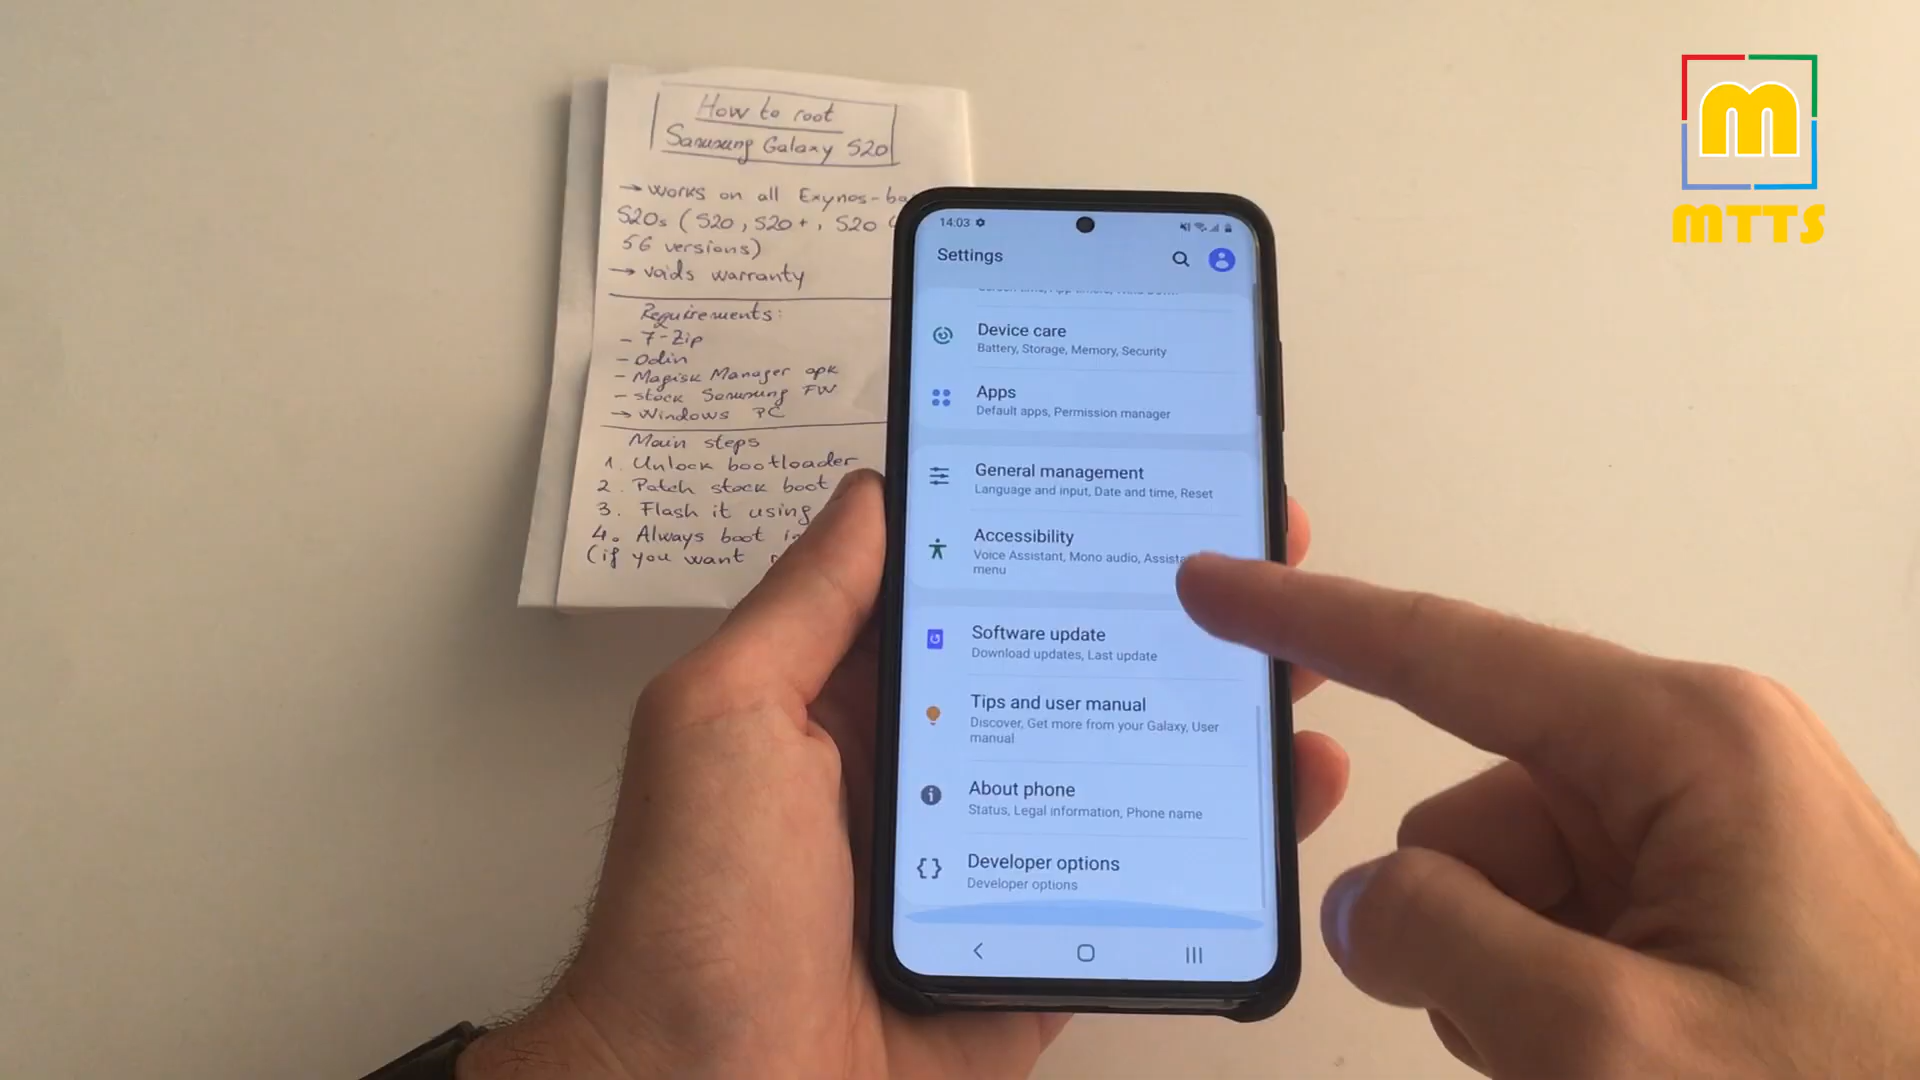 How to root
Samsung Galaxy S20
→ works on all Exynos-ba
S20s (S20, S20+, S20
5G versions)
→ voids warranty
Requirements:
- 7-Zip
- Odin
- Magisk Manager apk
- stock Samsung FW
→ Windows PC
Main steps
1. Unlock bootloader
2. Patch stock boot
3. Flash it using
4. Always boot in
(if you want
14:03
Settings
Device care
Battery, Storage, Memory, Security
Apps
Default apps, Permission manager
General management
Language and input, Date and time, Reset
Accessibility
Voice Assistant, Mono audio, Assista
menu
Software update
Download updates, Last update
Tips and user manual
Discover, Get more from your Galaxy, User
manual
About phone
Status, Legal information, Phone name
Developer options
Developer options
M
MTTS